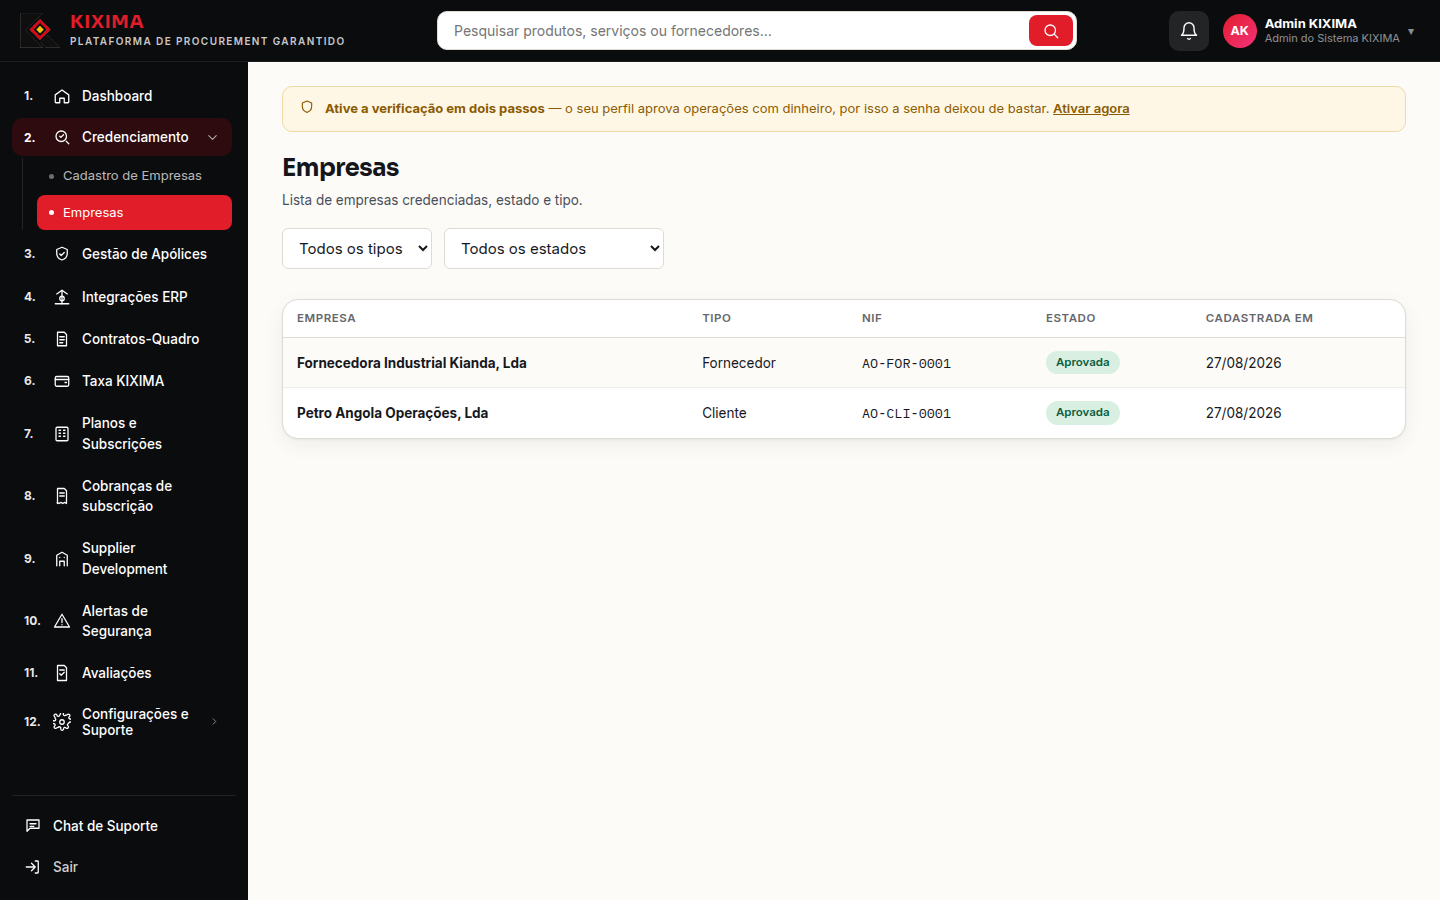 KIXIMA
PLATAFORMA DE PROCUREMENT GARANTIDO
Pesquisar produtos, serviços ou fornecedores...
AK
Admin KIXIMA
Admin do Sistema KIXIMA
1. Dashboard
2. Credenciamento
Cadastro de Empresas
Empresas
3. Gestão de Apólices
4. Integrações ERP
5. Contratos-Quadro
6. Taxa KIXIMA
7. Planos e
Subscrições
8. Cobranças de
subscrição
9. Supplier
Development
10. Alertas de
Segurança
11. Avaliações
12. Configurações e
Suporte
Chat de Suporte
Sair
Ative a verificação em dois passos — o seu perfil aprova operações com dinheiro, por isso a senha deixou de bastar. Ativar agora
Empresas
Lista de empresas credenciadas, estado e tipo.
Todos os tipos
Todos os estados
EMPRESA TIPO NIF ESTADO CADASTRADA EM
Fornecedora Industrial Kianda, Lda Fornecedor AO-FOR-0001 Aprovada 27/08/2026
Petro Angola Operações, Lda Cliente AO-CLI-0001 Aprovada 27/08/2026